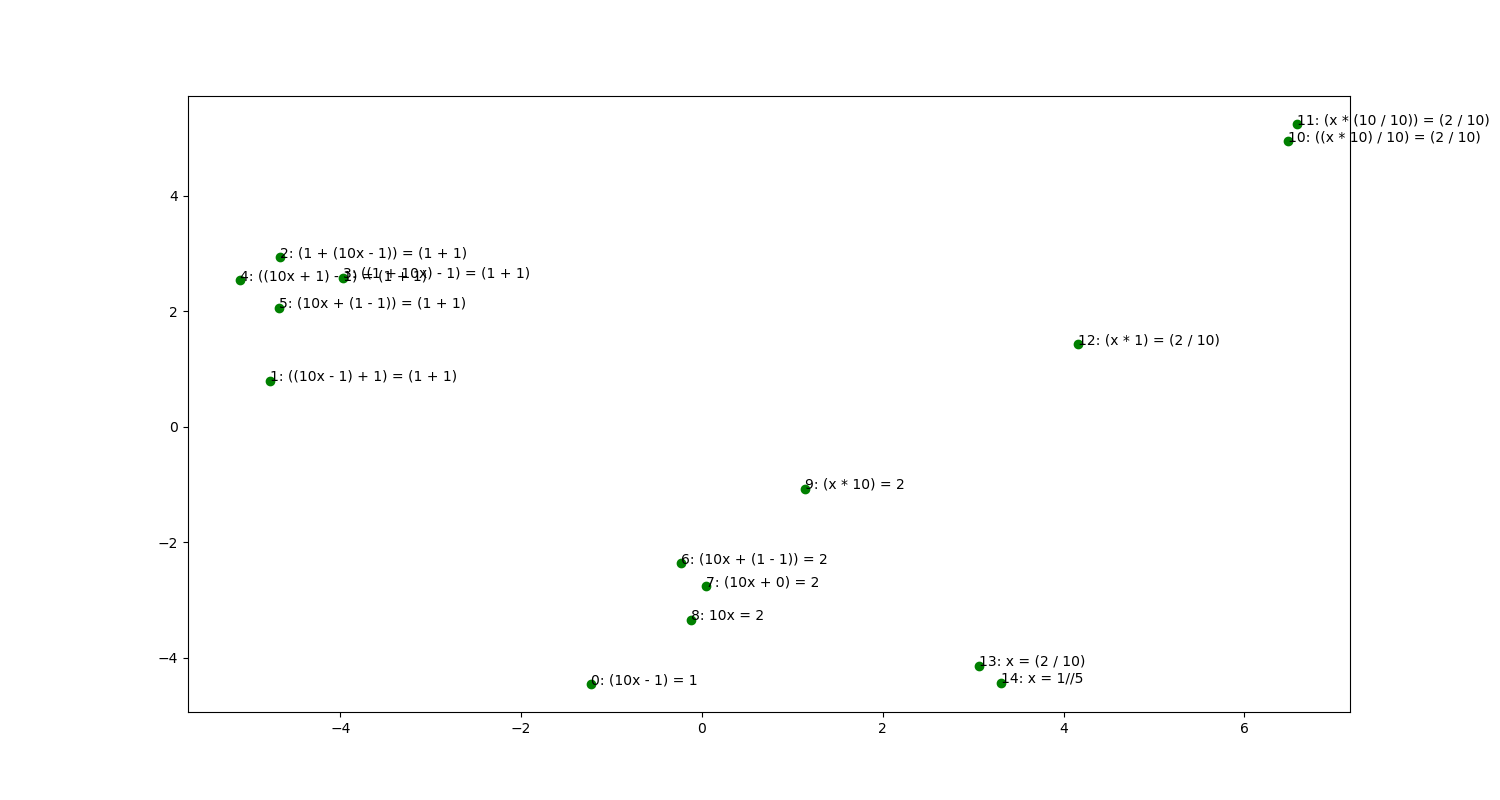 11: (x * (10 / 10)) = (2 / 10)
10: ((x * 10) / 10) = (2 / 10)
4
2: (1 + (10x - 1)) = (1 + 1)
3: ((1 + 10x) - 1) = (1 + 1)
4: ((10x + 1) - 1) = (1 + 1)
5: (10x + (1 - 1)) = (1 + 1)
2
12: (x * 1) = (2 / 10)
1: ((10x - 1) + 1) = (1 + 1)
0
9: (x * 10) = 2
−2
6: (10x + (1 - 1)) = 2
7: (10x + 0) = 2
8: 10x = 2
−4
13: x = (2 / 10)
14: x = 1//5
0: (10x - 1) = 1
−4 −2 0 2 4 6